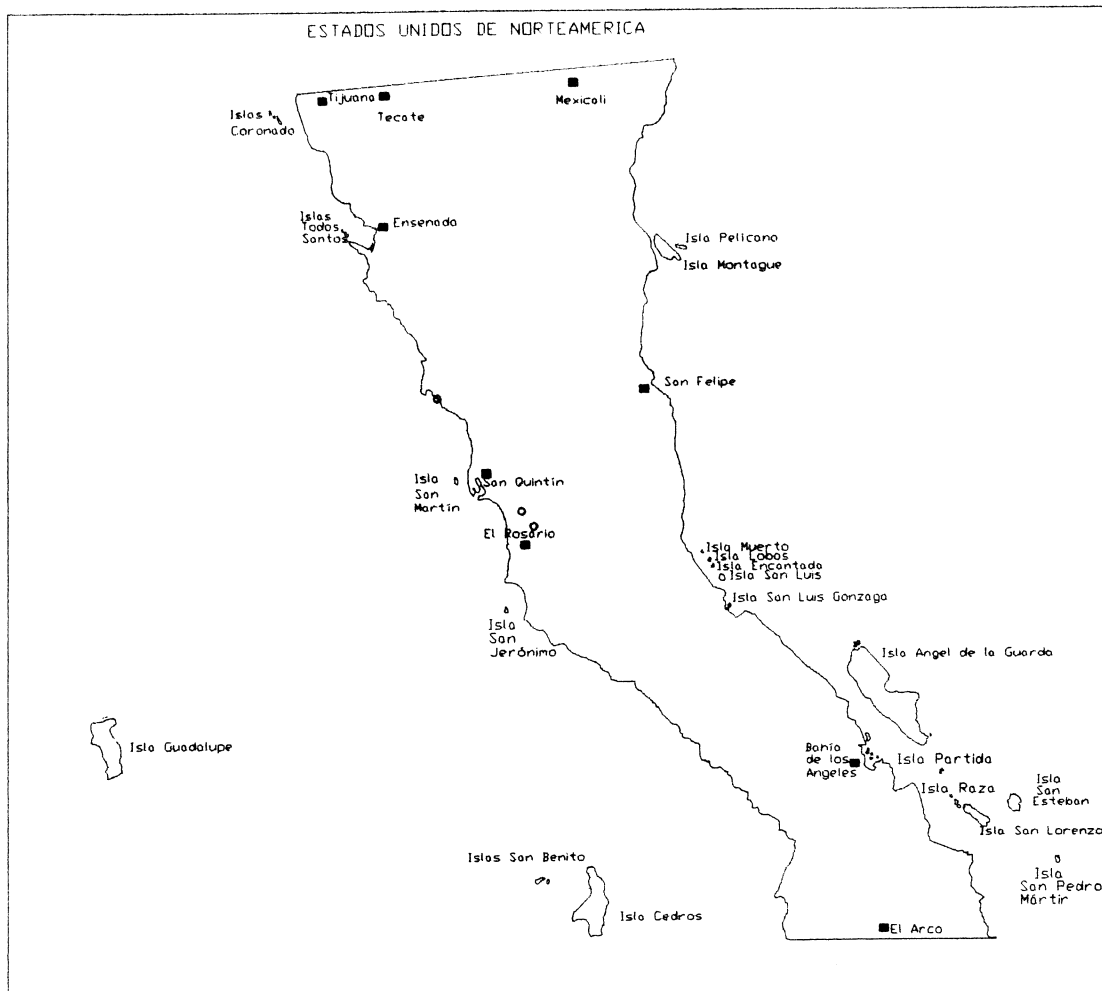 ESTADOS UNIDOS DE NORTEAMERICA
Tijuana
Mexicali
Islas
Coronado
Tecate
Islas
Todos
Santos
Ensenada
Isla Pelicano
Isla Montague
San Felipe
Isla
San
Martín
San Quintín
El Rosario
Isla Muerto
Isla Lobos
Isla Encantada
Isla San Luis
Isla San Luis Gonzaga
Isla
San
Jerónimo
Isla Angel de la Guarda
Isla Guadalupe
Bahía
de los
Angeles
Isla Partida
Isla Raza
Isla
San
Esteban
Isla San Lorenzo
Islas San Benito
Isla
San Pedro
Mártir
Isla Cedros
El Arco